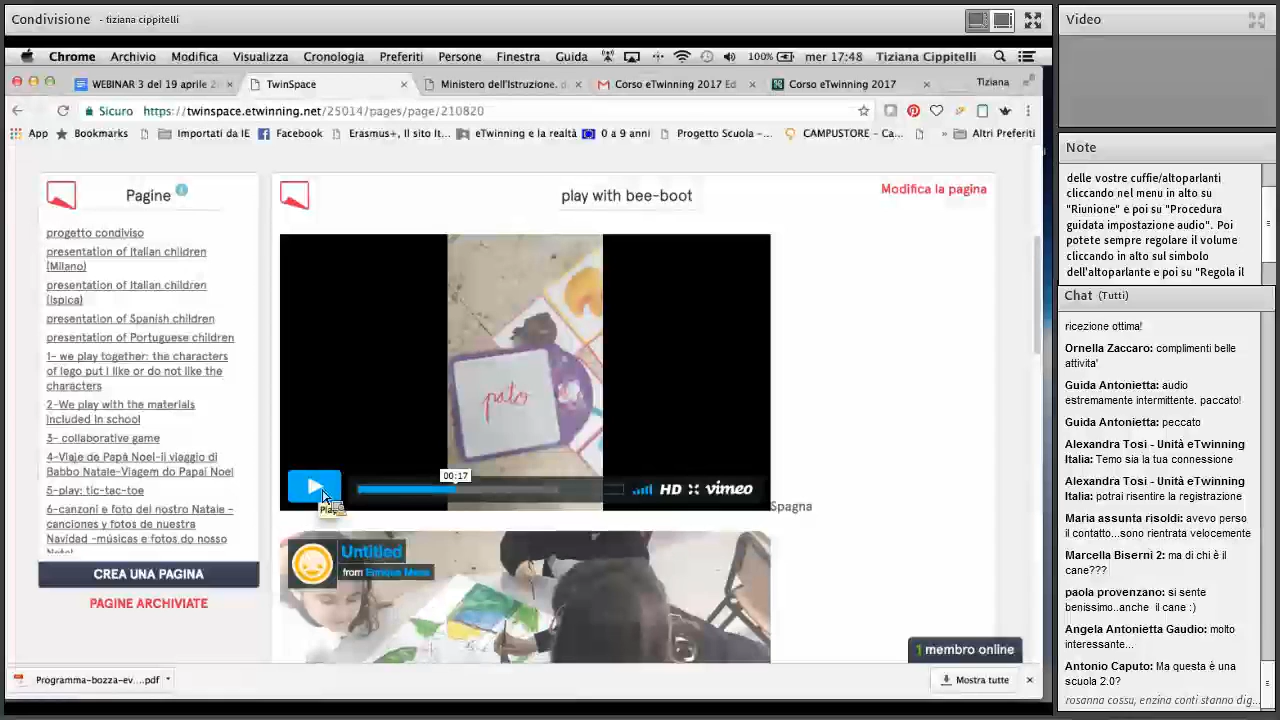 Condivisione - tiziana cippitelli
Chrome Archivio Modifica Visualizza Cronologia Preferiti Persone Finestra Guida 100% mer 17:48 Tiziana Cippitelli
WEBINAR 3 del 19 aprile 2 × TwinSpace × Ministero dell'Istruzione. d × Corso eTwinning 2017 Ed × Corso eTwinning 2017 × Tiziana
Sicuro https://twinspace.etwinning.net/25014/pages/page/210820
App Bookmarks Importati da IE Facebook Erasmus+, Il sito It... eTwinning e la realtà 0 a 9 anni Progetto Scuola –... CAMPUSTORE – Ca... » Altri Preferiti
Pagine
progetto condiviso
presentation of Italian children
(Milano)
presentation of Italian children
(Ispica)
presentation of Spanish children
presentation of Portuguese children
1- we play together: the characters
of lego put i like or do not like the
characters
2-We play with the materials
included in school
3- collaborative game
4-Viaje de Papà Noel-il viaggio di
Babbo Natale-Viagem do Papai Noel
5-play: tic-tac-toe
6-canzoni e foto del nostro Natale -
canciones y fotos de nuestra
Navidad -músicas e fotos do nosso
Natal
CREA UNA PAGINA
PAGINE ARCHIVIATE
play with bee-boot
Modifica la pagina
pato
00:17
Play
HD vimeo
Spagna
Untitled
from Enrique Mena
1 membro online
Programma-bozza-ev....pdf
Mostra tutte ×
Video
Note
delle vostre cuffie/altoparlanti
cliccando nel menu in alto su
"Riunione" e poi su "Procedura
guidata impostazione audio". Poi
potete sempre regolare il volume
cliccando in alto sul simbolo
dell'altoparlante e poi su "Regola il
Chat (Tutti)
ricezione ottima!
Ornella Zaccaro: complimenti belle
attivita'
Guida Antonietta: audio
estremamente intermittente. paccato!
Guida Antonietta: peccato
Alexandra Tosi - Unità eTwinning
Italia: Temo sia la tua connessione
Alexandra Tosi - Unità eTwinning
Italia: potrai risentire la registrazione
Maria assunta risoldi: avevo perso
il contatto...sono rientrata velocemente
Marcella Biserni 2: ma di chi è il
cane???
paola provenzano: si sente
benissimo..anche il cane :)
Angela Antonietta Gaudio: molto
interessante...
Antonio Caputo: Ma questa è una
scuola 2.0?
rosanna cossu, enzina conti stanno dig...